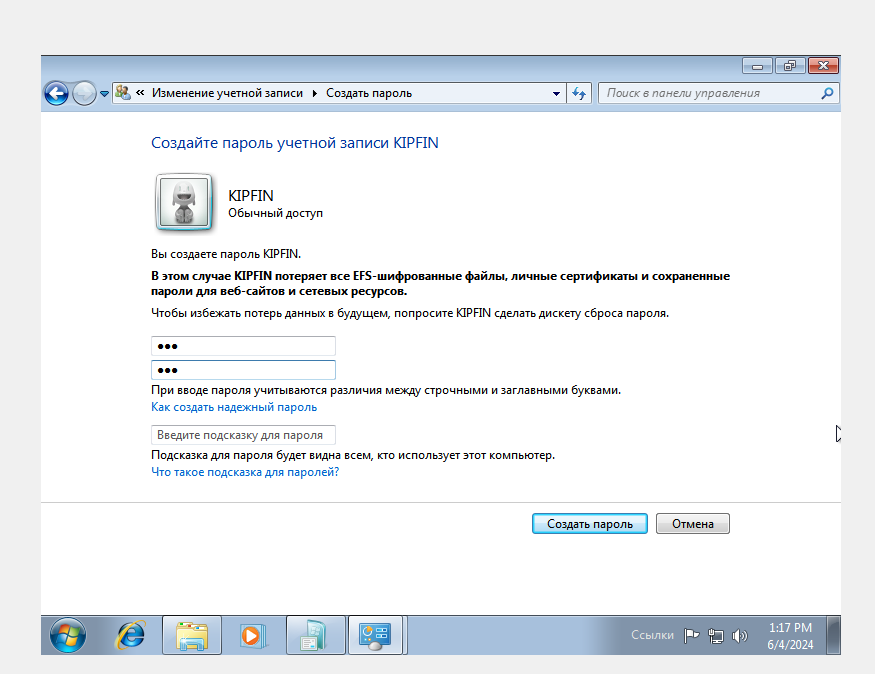 « Изменение учетной записи Создать пароль
Поиск в панели управления
Создайте пароль учетной записи KIPFIN
KIPFIN
Обычный доступ
Вы создаете пароль KIPFIN.
В этом случае KIPFIN потеряет все EFS-шифрованные файлы, личные сертификаты и сохраненные
пароли для веб-сайтов и сетевых ресурсов.
Чтобы избежать потерь данных в будущем, попросите KIPFIN сделать дискету сброса пароля.
●●●
●●●
При вводе пароля учитываются различия между строчными и заглавными буквами.
Как создать надежный пароль
Введите подсказку для пароля
Подсказка для пароля будет видна всем, кто использует этот компьютер.
Что такое подсказка для паролей?
Создать пароль Отмена
Ссылки
1:17 PM
6/4/2024